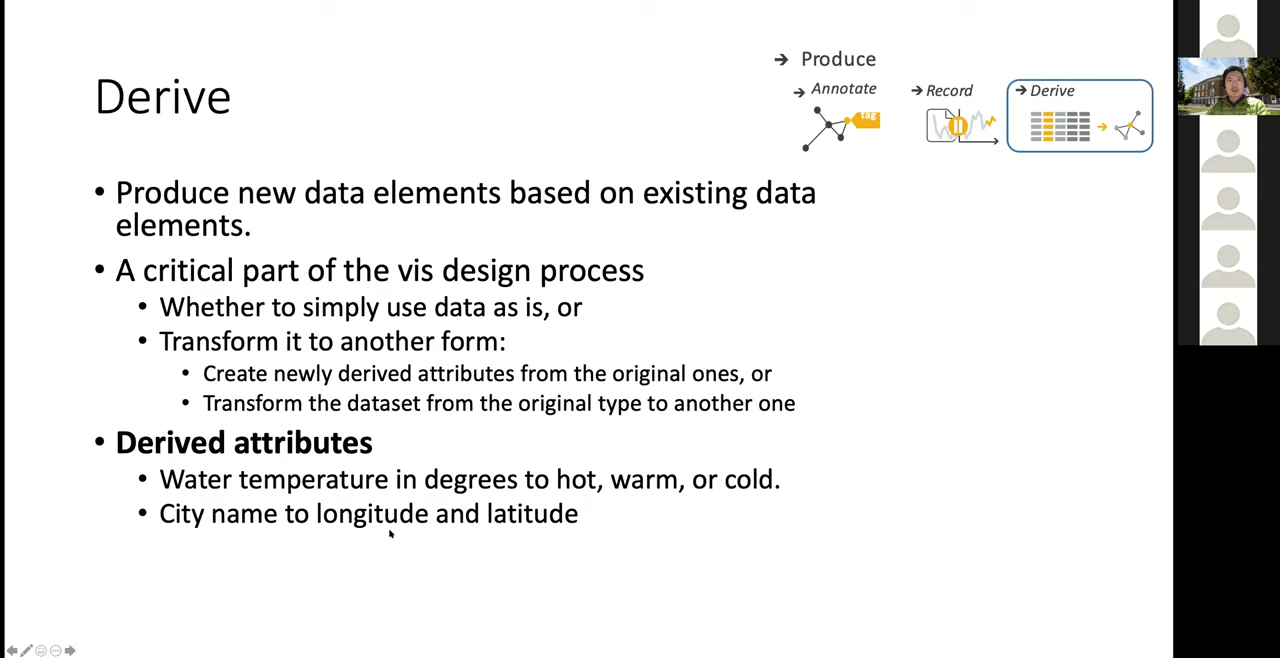 → Produce
Derive
→ Annotate
→ Record
→ Derive
tag
• Produce new data elements based on existing data
elements.
• A critical part of the vis design process
• Whether to simply use data as is, or
• Transform it to another form:
• Create newly derived attributes from the original ones, or
• Transform the dataset from the original type to another one
• Derived attributes
• Water temperature in degrees to hot, warm, or cold.
• City name to longitude and latitude